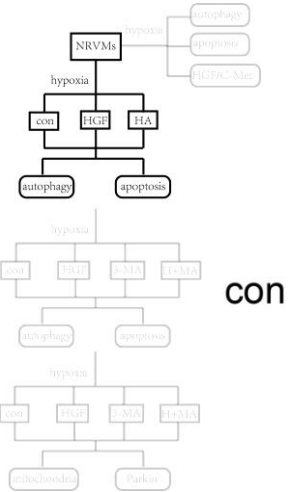 autophagy
hypoxia
NRVMs
apoptosis
HGF/C-Met
hypoxia
con HGF HA
autophagy apoptosis
hypoxia
con HGF 3-MA H+MA
con
autophagy apoptosis
hypoxia
con HGF 3-MA H+MA
mitochondria Parkin